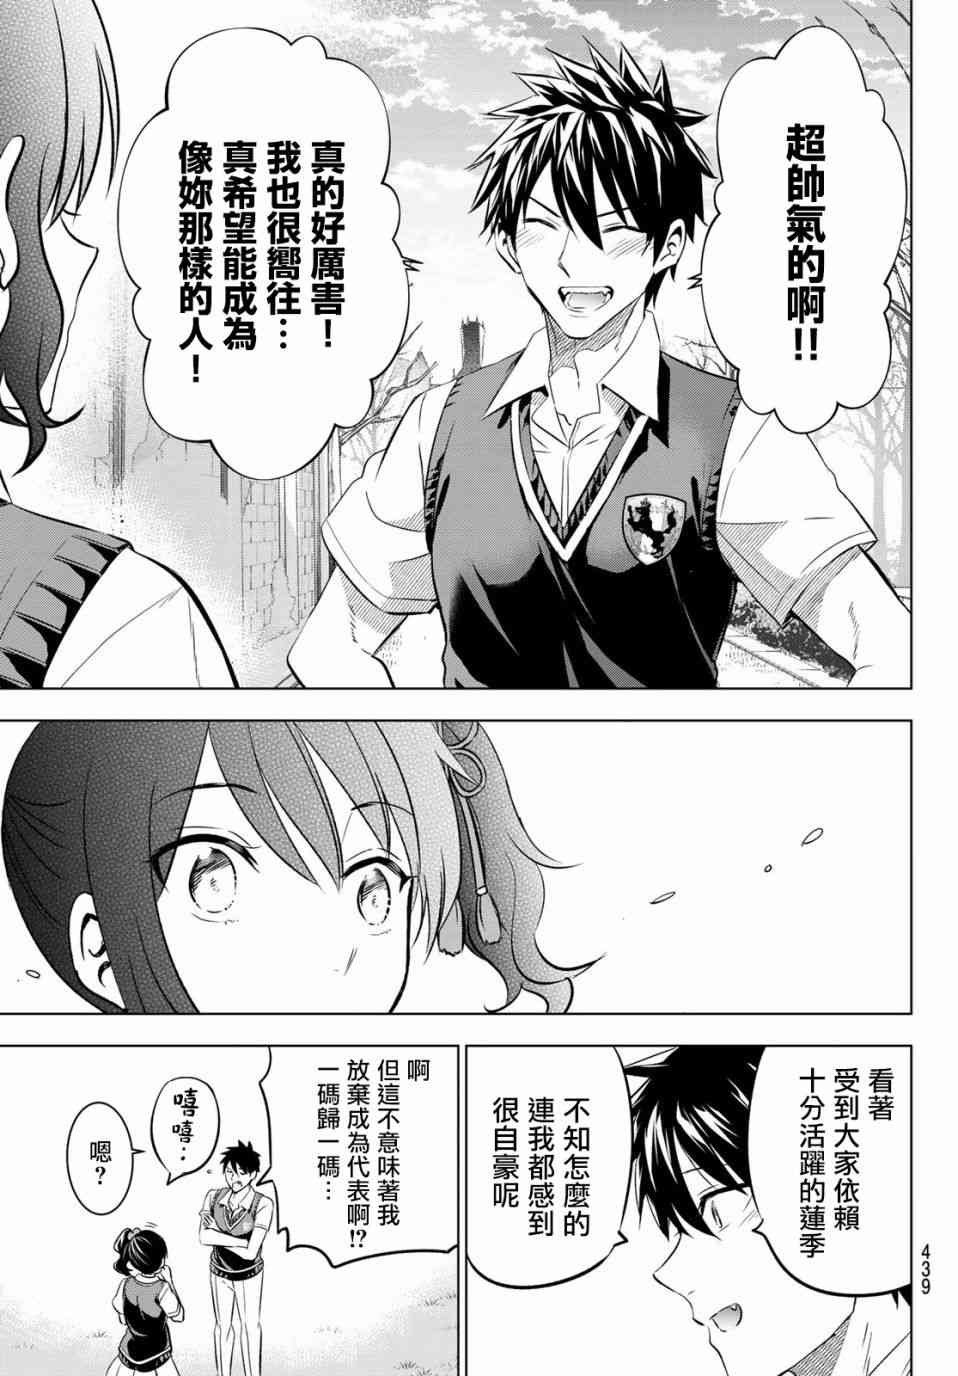 超帥氣的啊!!
真的好厲害！
我也很嚮往…
真希望能成為
像妳那樣的人！
看著
受到大家依賴
十分活躍的蓮季
不知怎麼的
連我都感到
很自豪呢
啊
但這不意味著我
放棄成為代表啊!?
一碼歸一碼…
嘻
嘻…
嗯？
439